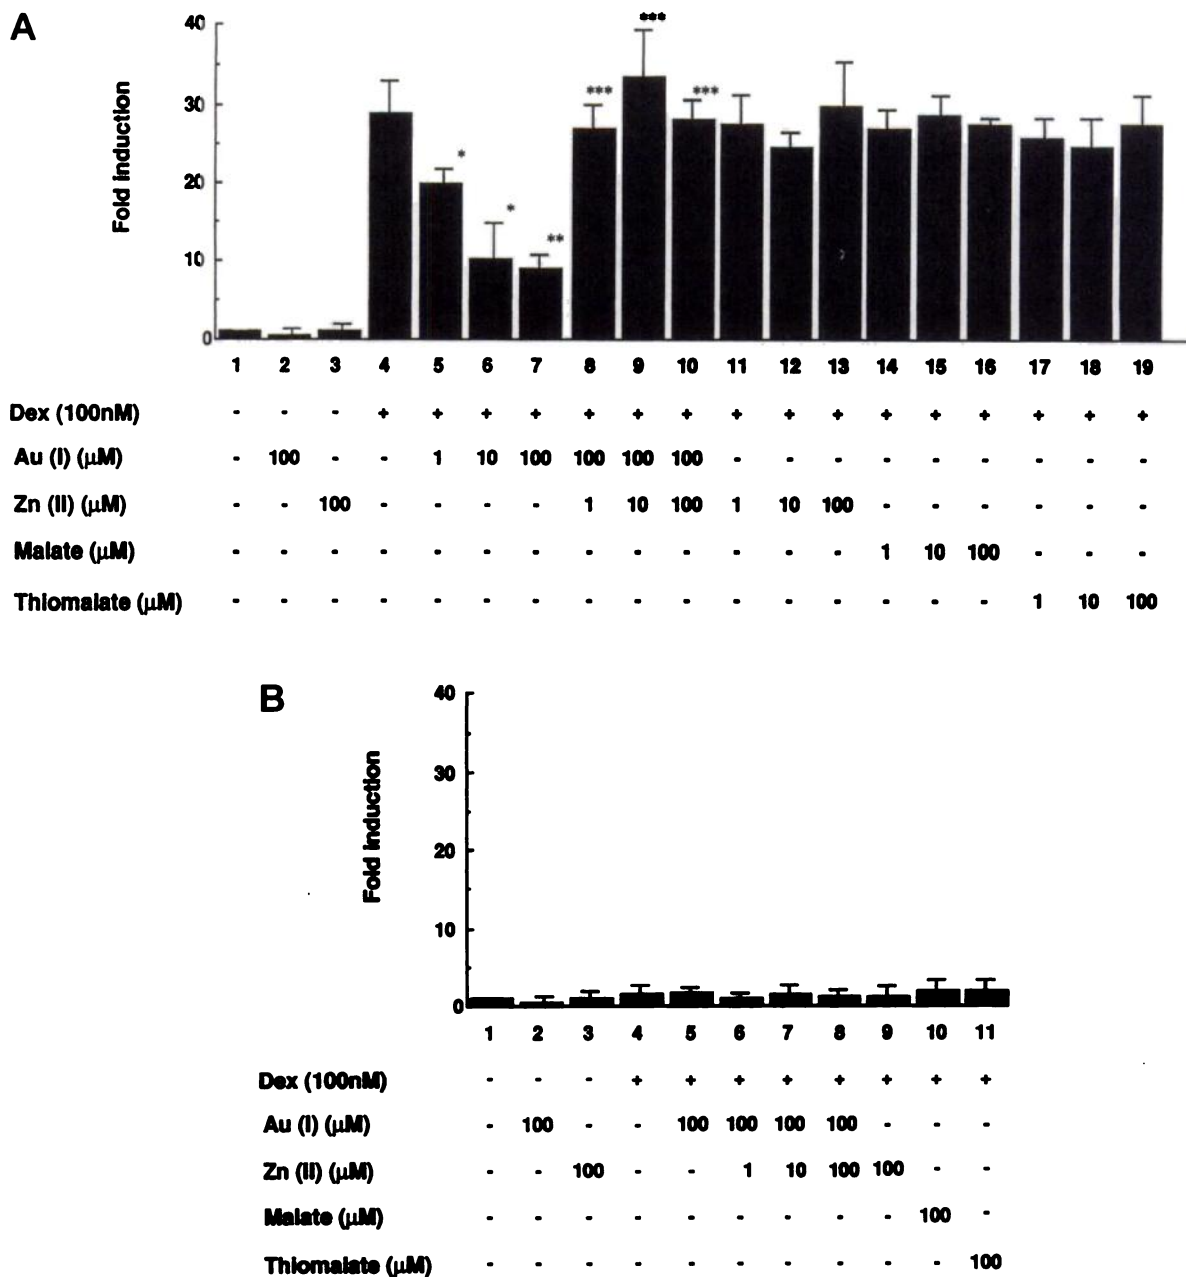 A
40
30
20
10
0
Fold induction
* * ** *** *** ***
1 2 3 4 5 6 7 8 9 10 11 12 13 14 15 16 17 18 19
Dex (100nM) - - - + + + + + + + + + + + + + + + +
Au (I) (μM) - 100 - - 1 10 100 100 100 100 - - - - - - - - -
Zn (II) (μM) - - 100 - - - - 1 10 100 1 10 100 - - - - - -
Malate (μM) - - - - - - - - - - - - - 1 10 100 - - -
Thiomalate (μM) - - - - - - - - - - - - - - - - 1 10 100
B
40
30
20
10
0
Fold induction
1 2 3 4 5 6 7 8 9 10 11
Dex (100nM) - - - + + + + + + + +
Au (I) (μM) - 100 - - 100 100 100 100 - - -
Zn (II) (μM) - - 100 - - 1 10 100 100 - -
Malate (μM) - - - - - - - - - 100 -
Thiomalate (μM) - - - - - - - - - - 100